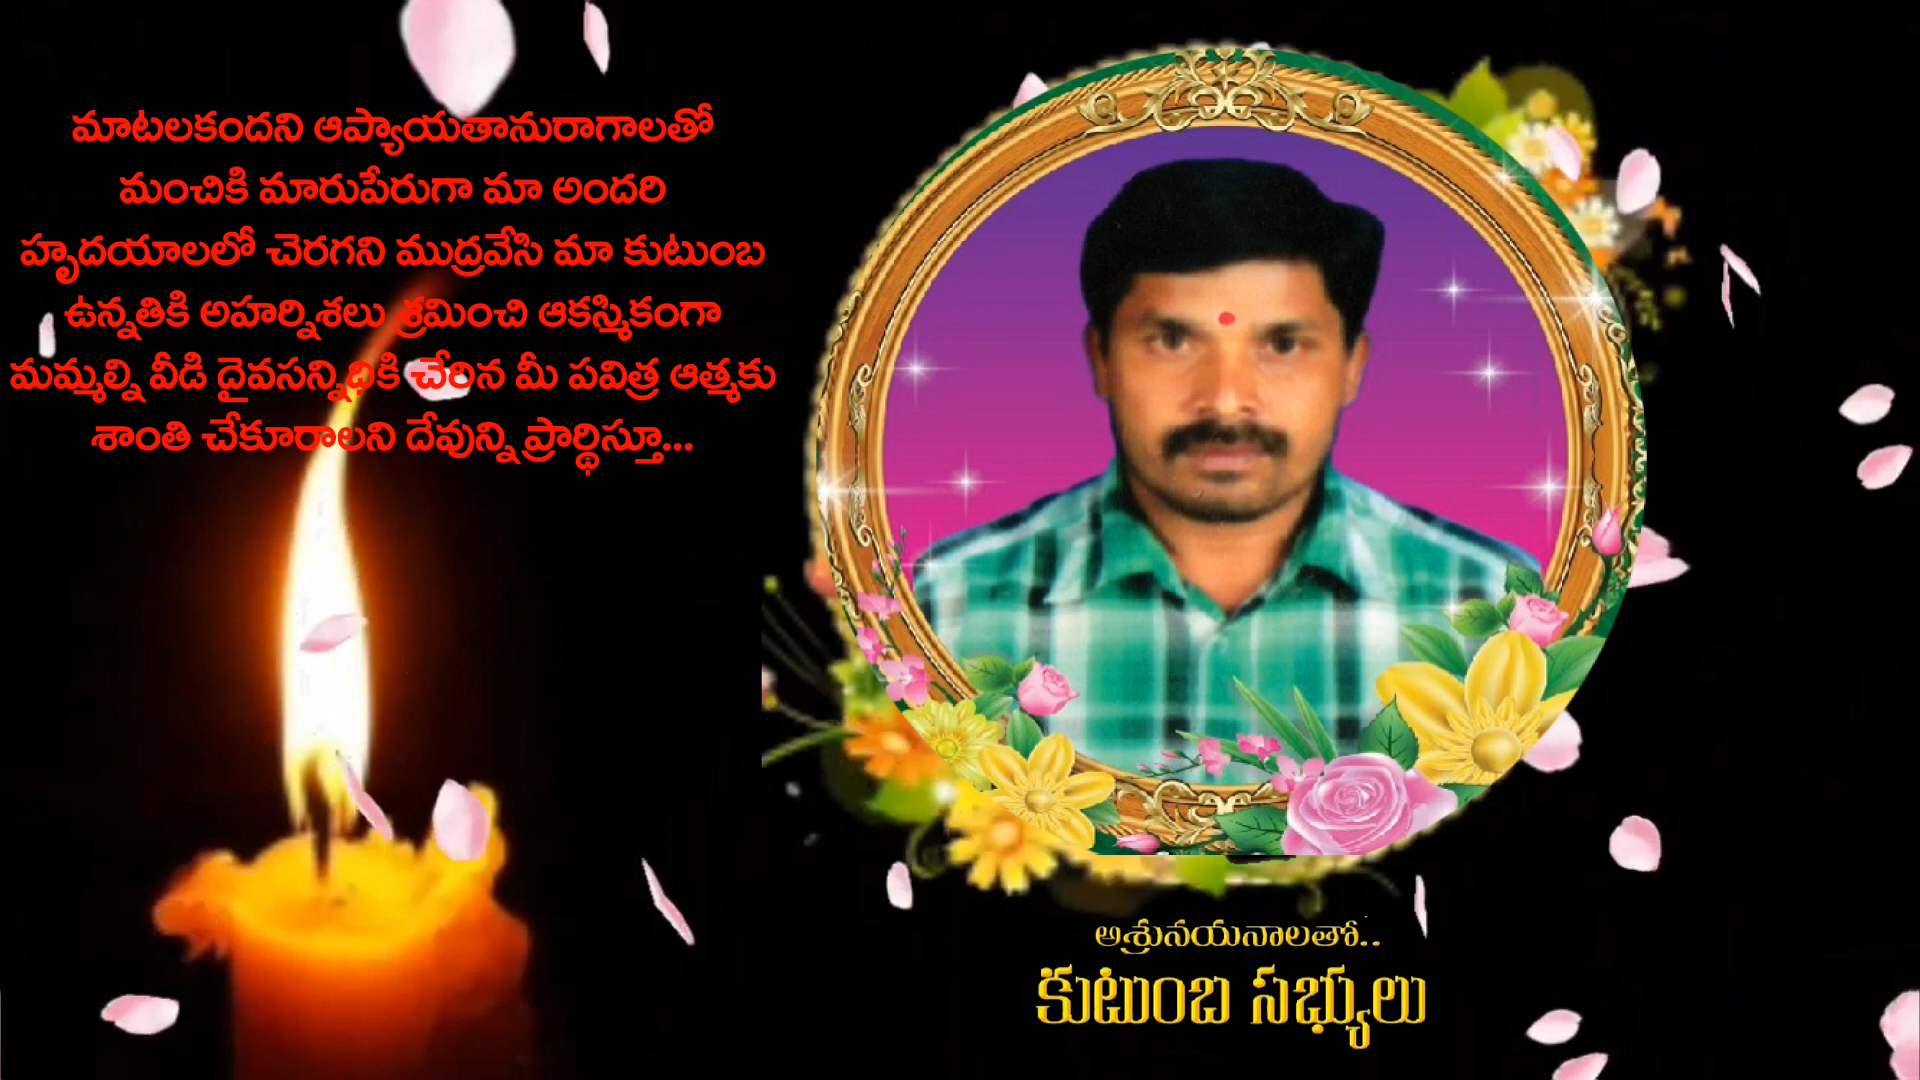 మాటలకందని ఆప్యాయతానురాగాలతో
మంచికి మారుపేరుగా మా అందరి
హృదయాలలో చెరగని ముద్రవేసి మా కుటుంబ
ఉన్నతికి అహర్నిశలు శ్రమించి ఆకస్మికంగా
మమ్మల్ని వీడి దైవసన్నిధికి చేరిన మీ పవిత్ర ఆత్మకు
శాంతి చేకూరాలని దేవున్ని ప్రార్థిస్తూ...
అశ్రునయనాలతో..
కుటుంబ సభ్యులు